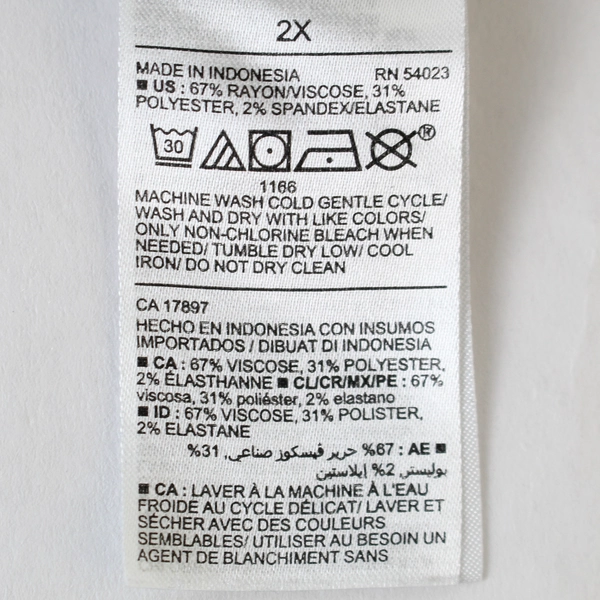 2X
MADE IN INDONESIA RN 54023
■ US : 67% RAYON/VISCOSE, 31%
POLYESTER, 2% SPANDEX/ELASTANE
30
®
1166
MACHINE WASH COLD GENTLE CYCLE/
WASH AND DRY WITH LIKE COLORS/
ONLY NON-CHLORINE BLEACH WHEN
NEEDED/ TUMBLE DRY LOW/ COOL
IRON/ DO NOT DRY CLEAN
CA 17897
HECHO EN INDONESIA CON INSUMOS
IMPORTADOS / DIBUAT DI INDONESIA
■ CA : 67% VISCOSE, 31% POLYESTER,
2% ÉLASTHANNE ■ CL/CR/MX/PE : 67%
viscosa, 31% poliéster, 2% elastano
■ ID : 67% VISCOSE, 31% POLISTER,
2% ELASTANE
■ AE : 67% حرير ڤيسكوز صناعي, 31%
بوليستر, 2% إيلاستين
■ CA : LAVER À LA MACHINE À L'EAU
FROIDE AU CYCLE DÉLICAT/ LAVER ET
SÉCHER AVEC DES COULEURS
SEMBLABLES/ UTILISER AU BESOIN UN
AGENT DE BLANCHIMENT SANS